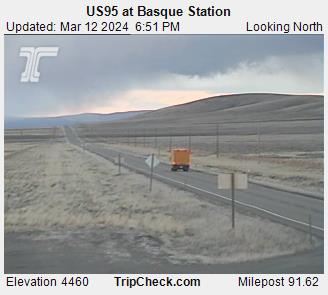 US95 at Basque Station
Updated: Mar 12 2024 6:51 PM Looking North
Elevation 4460 TripCheck.com Milepost 91.62